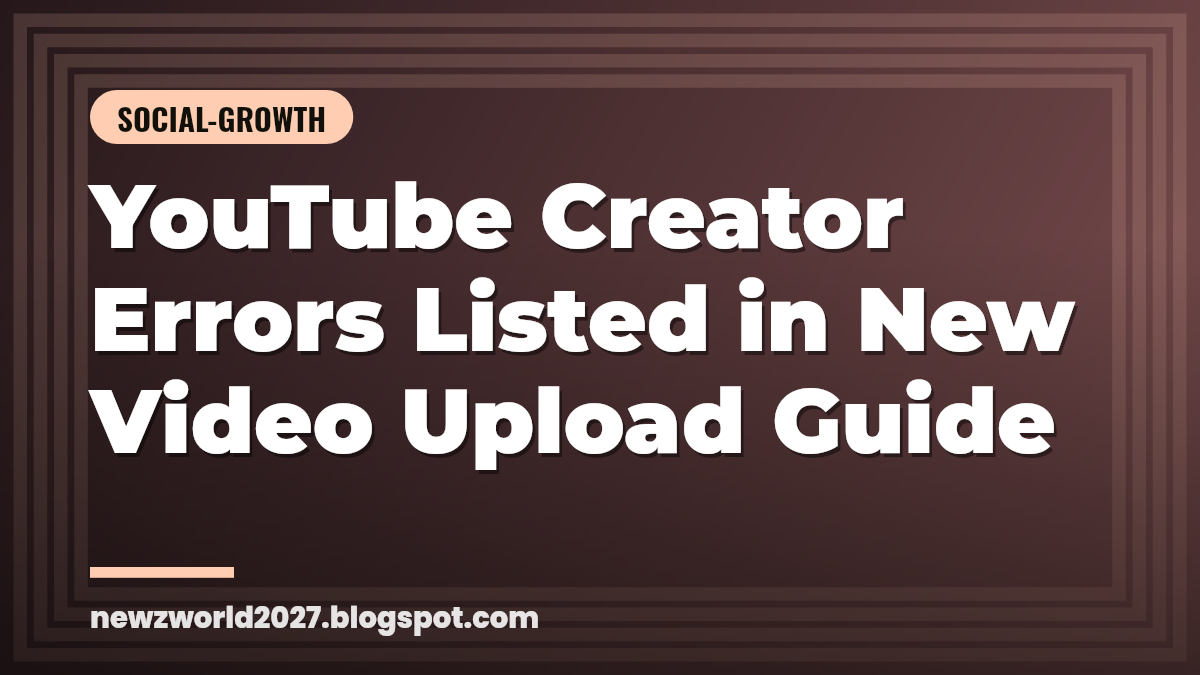 SOCIAL-GROWTH
YouTube Creator
Errors Listed in New
Video Upload Guide
newzworld2027.blogspot.com